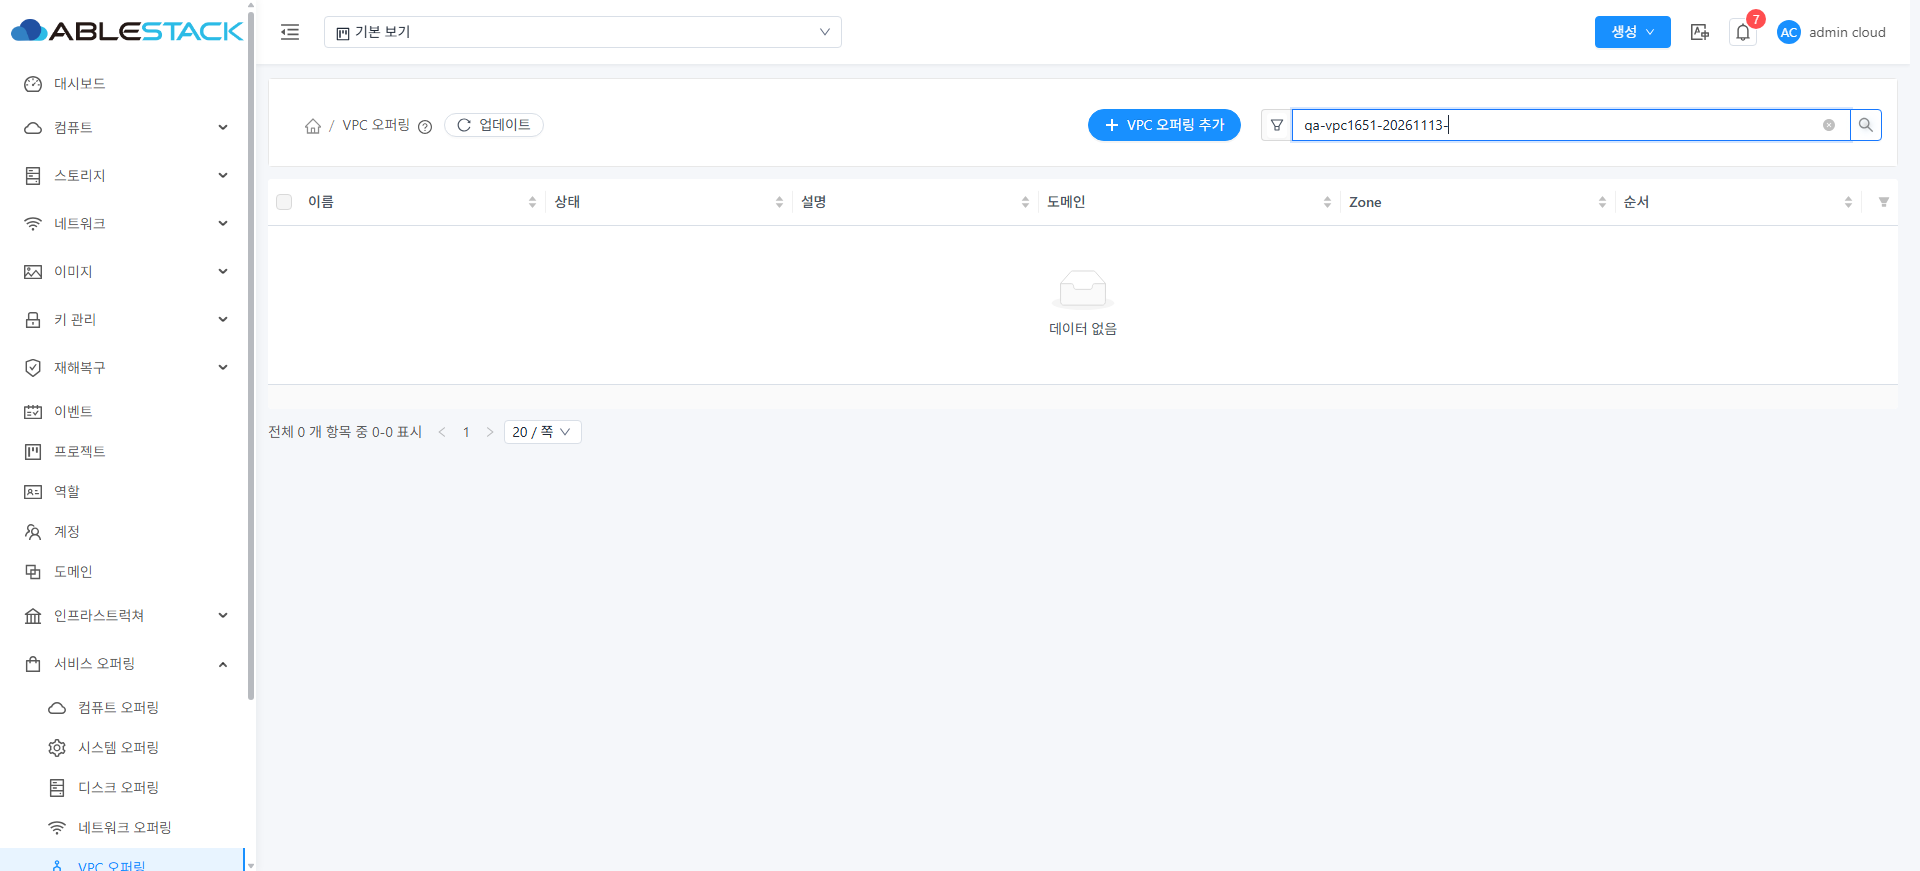 ABLESTACK
기본 보기
생성
7
AC
admin cloud
대시보드
컴퓨트
스토리지
네트워크
이미지
키 관리
재해복구
이벤트
프로젝트
역할
계정
도메인
인프라스트럭쳐
서비스 오퍼링
컴퓨트 오퍼링
시스템 오퍼링
디스크 오퍼링
네트워크 오퍼링
VPC 오퍼링
/ VPC 오퍼링
업데이트
+ VPC 오퍼링 추가
qa-vpc1651-20261113-
이름 상태 설명 도메인 Zone 순서
데이터 없음
전체 0 개 항목 중 0-0 표시 < 1 > 20 / 쪽